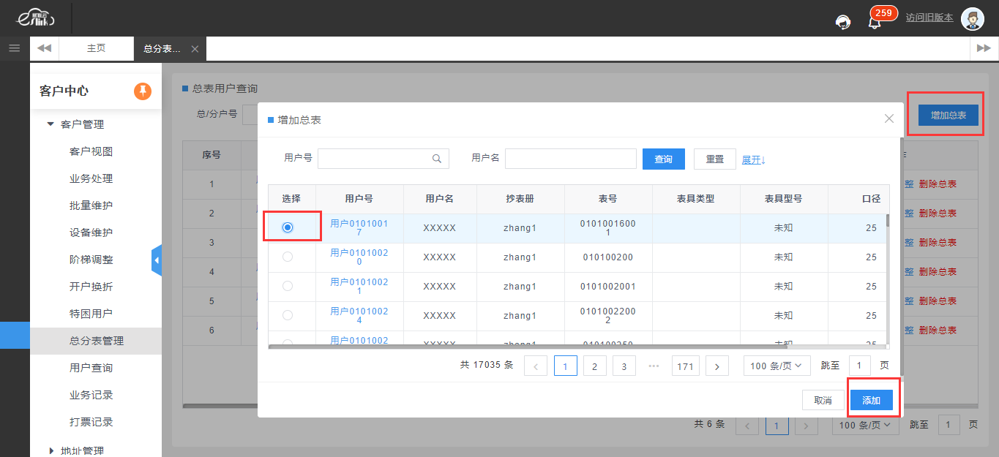 易联云
eslink
259
访问旧版本
主页
总分表...
客户中心
客户管理
客户视图
业务处理
批量维护
设备维护
阶梯调整
开户换折
特困用户
总分表管理
用户查询
业务记录
打票记录
地址管理
总表用户查询
总/分户号
增加总表
序号
1
2
3
4
5
6
整 删除总表
整 删除总表
整 删除总表
整 删除总表
整 删除总表
整 删除总表
增加总表
用户号 用户名 查询 重置 展开↓
选择 用户号 用户名 抄表册 表号 表具类型 表具型号 口径
用户01010017 XXXXX zhang1 01010016001 未知 25
用户01010020 XXXXX zhang1 010100200 未知 25
用户01010021 XXXXX zhang1 0101002001 未知 25
用户01010024 XXXXX zhang1 01010022002 未知 25
用户0101002 XXXXX zhang1 010100250 未知 25
共 17035 条 < 1 2 3 ••• 171 > 100 条/页 跳至 1 页
取消 添加
共 6 条 < 1 > 100 条/页 跳至 1 页